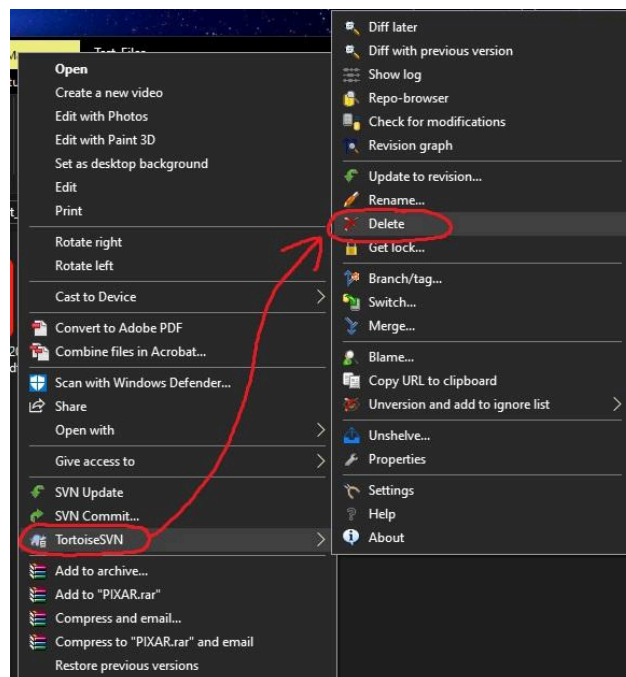 Test Files
Open
Create a new video
Edit with Photos
Edit with Paint 3D
Set as desktop background
Edit
Print
Rotate right
Rotate left
Cast to Device
Convert to Adobe PDF
Combine files in Acrobat...
Scan with Windows Defender...
Share
Open with
Give access to
SVN Update
SVN Commit...
TortoiseSVN
Add to archive...
Add to "PIXAR.rar"
Compress and email...
Compress to "PIXAR.rar" and email
Restore previous versions
Diff later
Diff with previous version
Show log
Repo-browser
Check for modifications
Revision graph
Update to revision...
Rename...
Delete
Get lock...
Branch/tag...
Switch...
Merge...
Blame...
Copy URL to clipboard
Unversion and add to ignore list
Unshelve...
Properties
Settings
Help
About